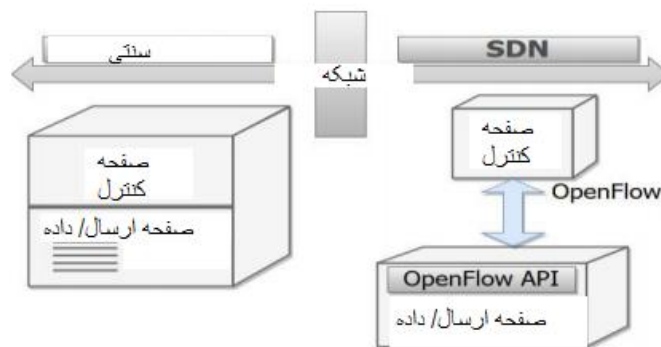 سنتی
شبکه
SDN
صفحه
کنترل
صفحه ارسال/ داده
صفحه
کنترل
OpenFlow
OpenFlow API
صفحه ارسال/ داده